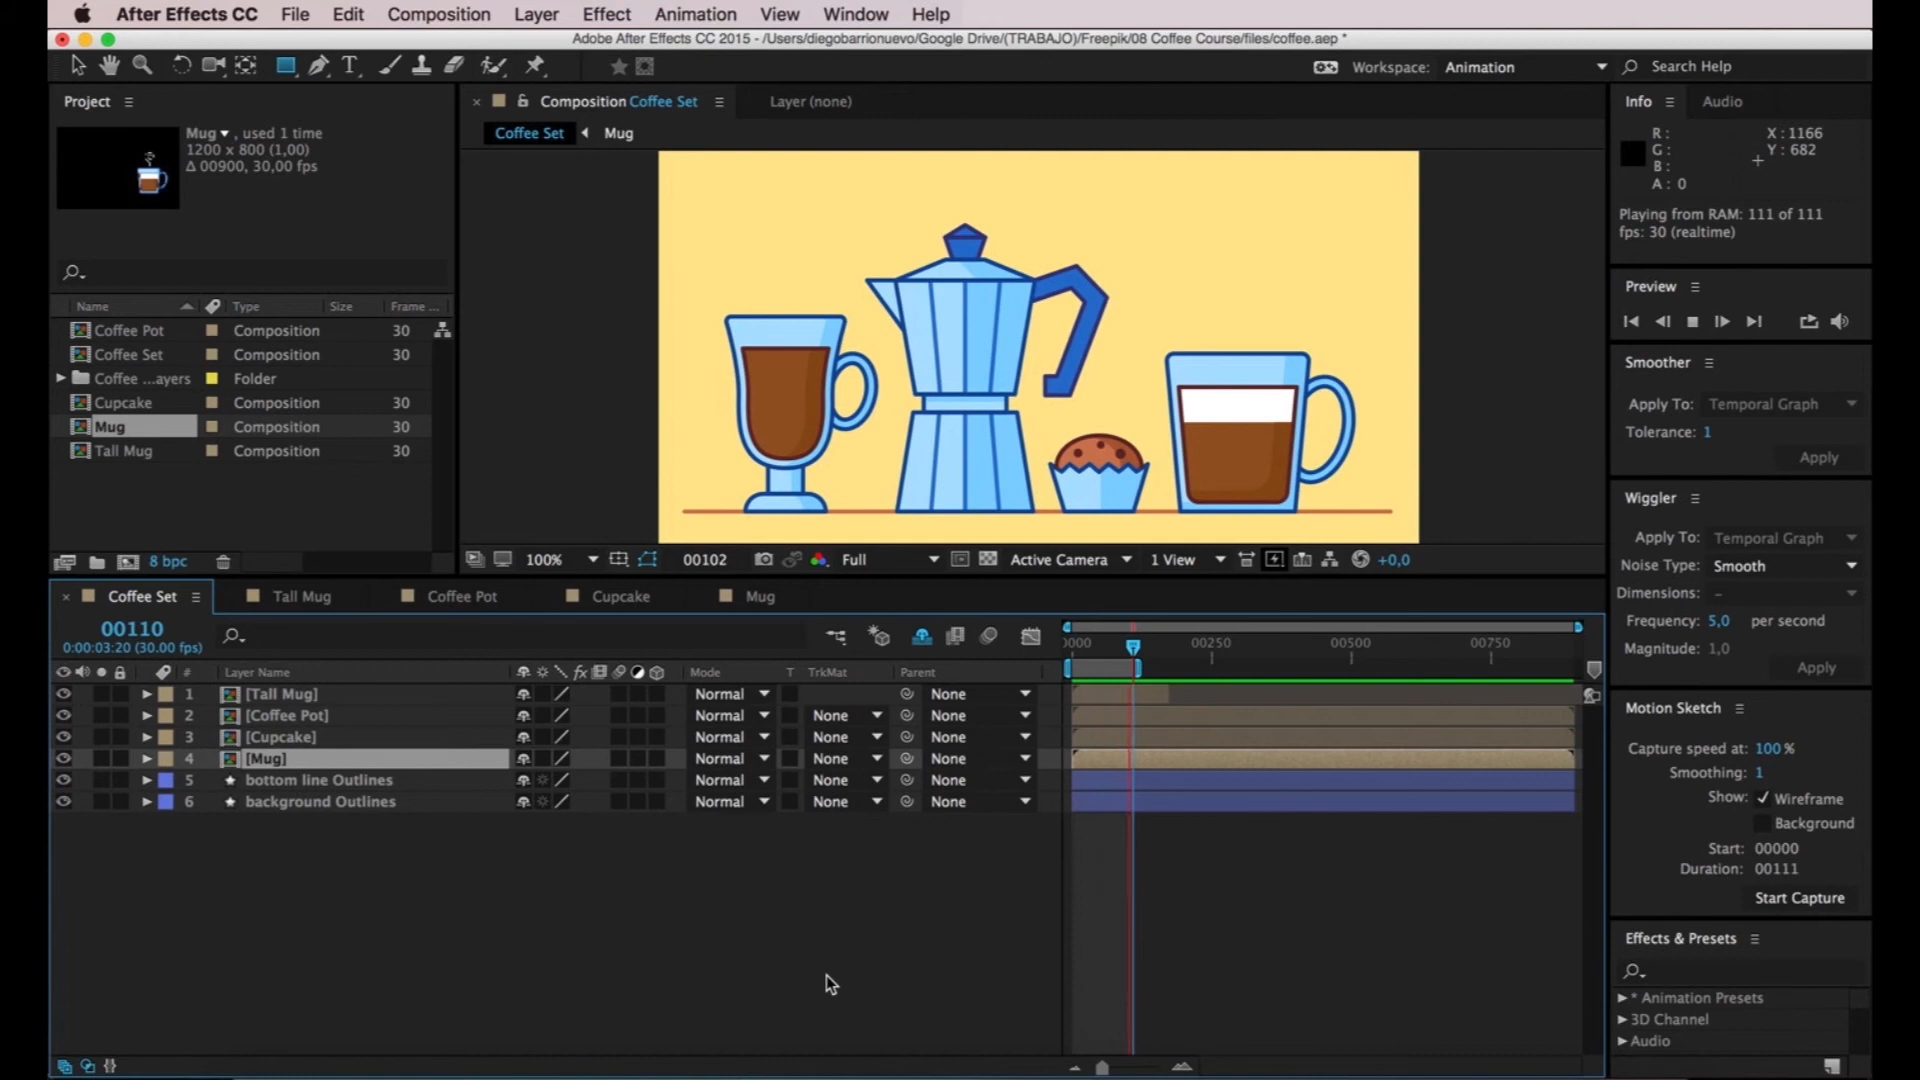 After Effects CC File Edit Composition Layer Effect Animation View Window Help
Adobe After Effects CC 2015 - /Users/diegobarrionuevo/Google Drive/(TRABAJO)/Freepik/08 Coffee Course/files/coffee.aep *
Workspace: Animation Search Help
Project
Mug , used 1 time
1200 x 800 (1,00)
Δ 00900, 30,00 fps
Name Type Size Frame ...
Coffee Pot Composition 30
Coffee Set Composition 30
Coffee ...ayers Folder
Cupcake Composition 30
Mug Composition 30
Tall Mug Composition 30
8 bpc
Composition Coffee Set Layer (none)
Coffee Set Mug
100% 00102 Full Active Camera 1 View +0,0
Info Audio
R : X : 1166
G : Y : 682
B :
A : 0
Playing from RAM: 111 of 111
fps: 30 (realtime)
Preview
Smoother
Apply To: Temporal Graph
Tolerance: 1
Apply
Wiggler
Apply To: Temporal Graph
Noise Type: Smooth
Dimensions: –
Frequency: 5,0 per second
Magnitude: 1,0
Apply
Motion Sketch
Capture speed at: 100 %
Smoothing: 1
Show: Wireframe
Background
Start: 00000
Duration: 00111
Start Capture
Effects & Presets
* Animation Presets
3D Channel
Audio
Coffee Set Tall Mug Coffee Pot Cupcake Mug
00110
0:00:03:20 (30.00 fps)
0000 00250 00500 00750
# Layer Name fx Mode T TrkMat Parent
1 [Tall Mug] Normal None
2 [Coffee Pot] Normal None None
3 [Cupcake] Normal None None
4 [Mug] Normal None None
5 bottom line Outlines Normal None None
6 background Outlines Normal None None